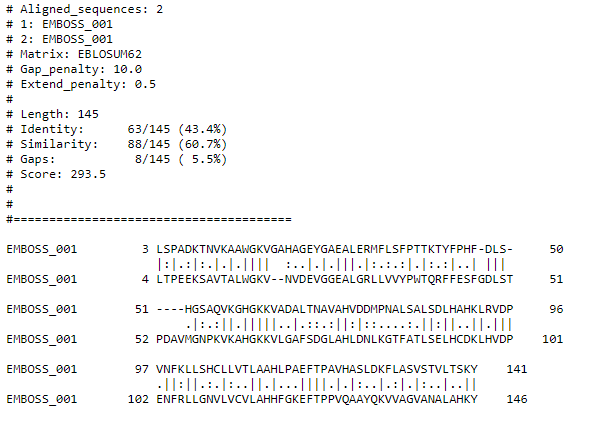 # Aligned_sequences: 2
# 1: EMBOSS_001
# 2: EMBOSS_001
# Matrix: EBLOSUM62
# Gap_penalty: 10.0
# Extend_penalty: 0.5
#
# Length: 145
# Identity:      63/145 (43.4%)
# Similarity:    88/145 (60.7%)
# Gaps:           8/145 ( 5.5%)
# Score: 293.5
#
#
#=======================================
EMBOSS_001         3 LSPADKTNVKAAWGKVGAHAGEYGAEALERMFLSFPTTKTYFPHF-DLS-     50
                     |:|.:|:.|.|.||||  :..|.|.|||.|:.:.:|.|:.:|..| |||
EMBOSS_001         4 LTPEEKSAVTALWGKV--NVDEVGGEALGRLLVVYPWTQRFFESFGDLST     51
EMBOSS_001        51 ----HGSAQVKGHGKKVADALTNAVAHVDDMPNALSALSDLHAHKLRVDP     96
                         .|:.:||.|||||..|.::.:.|:|::....:.||:||..||.|||
EMBOSS_001        52 PDAVMGNPKVKAHGKKVLGAFSDGLAHLDNLKGTFATLSELHCDKLHVDP    101
EMBOSS_001        97 VNFKLLSHCLLVTLAAHLPAEFTPAVHASLDKFLASVSTVLTSKY    141
                     .||:||.:.|:..||.|...||||.|.|:..|.:|.|:..|..||
EMBOSS_001       102 ENFRLLGNVLVCVLAHHFGKEFTPPVQAAYQKVVAGVANALAHKY    146